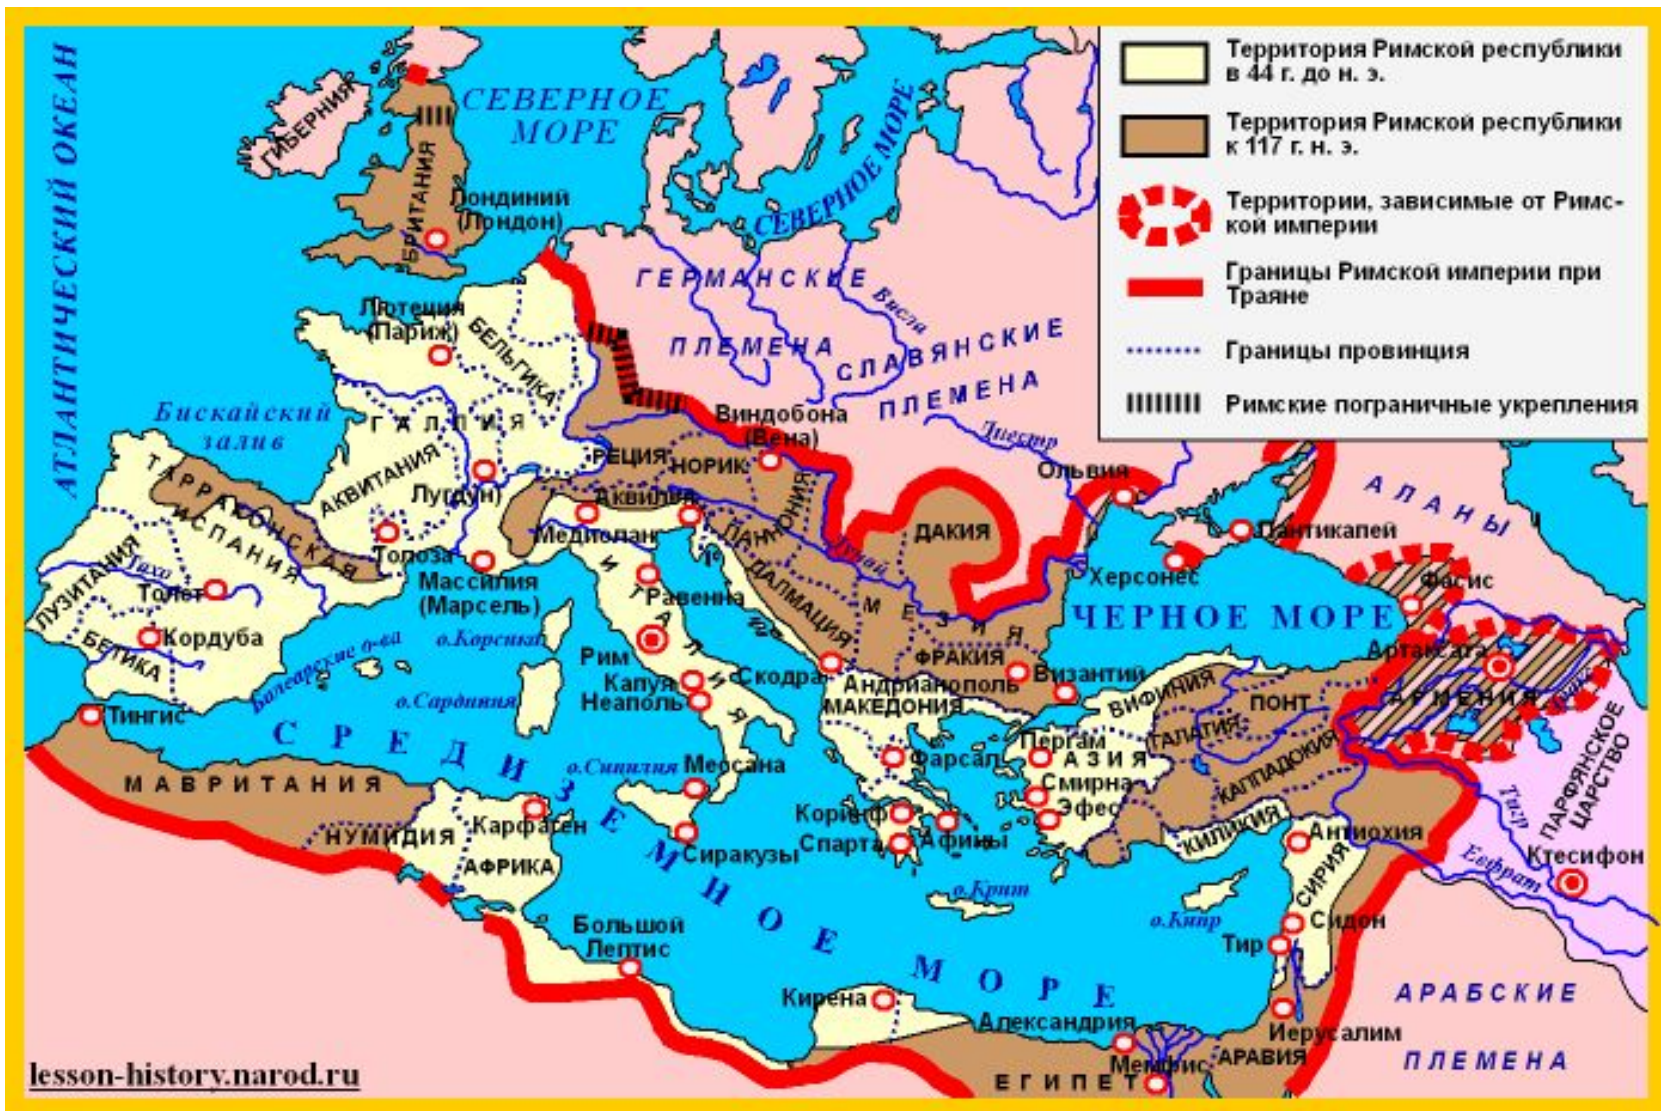 Территория Римской республики
в 44 г. до н. э.
Территория Римской республики
к 117 г. н. э.
Территории, зависимые от Римс-
кой империи
Границы Римской империи при
Траяне
Границы провинция
Римские пограничные укрепления
АТЛАНТИЧЕСКИЙ ОКЕАН
ГИБЕРНИЯ
СЕВЕРНОЕ
МОРЕ
БРИТАНИЯ
Лондиний
(Лондон)
СЕВЕРНОЕ МОРЕ
ГЕРМАНСКИЕ
ПЛЕМЕНА
Висла
СЛАВЯНСКИЕ
ПЛЕМЕНА
Лютеция
(Париж)
БЕЛЬГИКА
Бискайский
залив
ГАЛЛИЯ
АКВИТАНИЯ
Лугдун)
РЕЦИЯ
НОРИК
Виндобона
(Вена)
Днестр
Ольвия
АЛАНЫ
ТАРРАКОНСКАЯ
ИСПАНИЯ
Аквилея
Медиолан
ПАННОНИЯ
ДАКИЯ
Пантикапей
ЛУЗИТАНИЯ
Тахо
Толет
Толоза
Массилия
(Марсель)
ИТАЛИЯ
Равенна
ДАЛМАЦИЯ
Дунай
Херсонес
Фасис
ЧЕРНОЕ МОРЕ
МЕЗИЯ
Кордуба
БЕТИКА
Балеарские о-ва
о.Корсика
Рим
Капуя
Неаполь
Скодра
ФРАКИЯ
Андрианополь
Византий
Артаксата
АРМЕНИЯ
МАКЕДОНИЯ
о.Сардиния
ВИФИНИЯ
ПОНТ
ГАЛАТИЯ
КАППАДОКИЯ
Тингис
СРЕДИЗЕМНОЕ МОРЕ
Пергам
АЗИЯ
Фарсал
Смирна
Эфес
ПАРФЯНСКОЕ
ЦАРСТВО
Тигр
МАВРИТАНИЯ
НУМИДИЯ
о.Сицилия
Мессана
Карфаген
АФРИКА
Сиракузы
Коринф
Спарта
Афины
КИЛИКИЯ
Антиохия
СИРИЯ
Евфрат
Ктесифон
о.Крит
о.Кипр
Сидон
Тир
Большой
Лептис
Кирена
Александрия
Иерусалим
Мемфис
АРАВИЯ
ЕГИПЕТ
АРАБСКИЕ
ПЛЕМЕНА
lesson-history.narod.ru